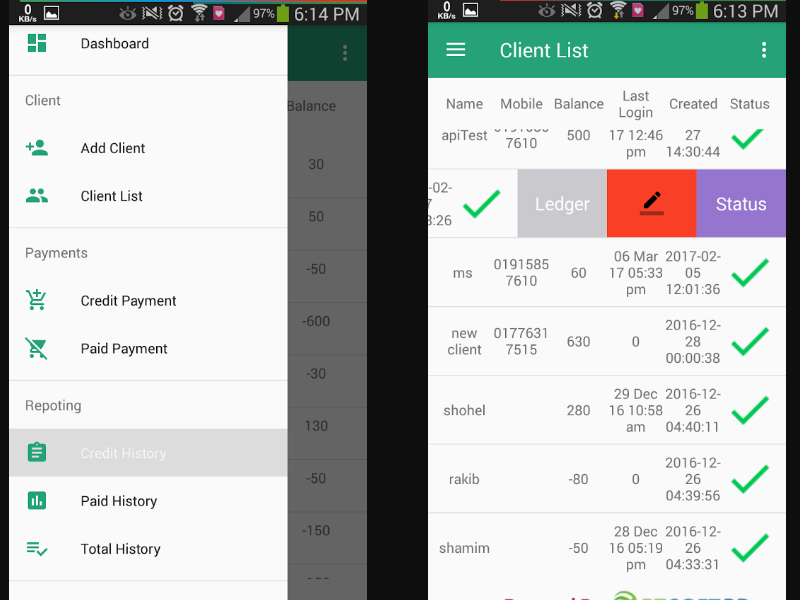 0
KB/s
97%
6:14 PM
Dashboard
Client
Add Client
Client List
Payments
Credit Payment
Paid Payment
Repoting
Credit History
Paid History
Total History
Balance
30
50
-50
-600
-30
130
-50
-150
0
KB/s
97%
6:13 PM
Client List
Name Mobile Balance Last Login Created Status
apiTest 7610 500 17 12:46 pm 27 14:30:44
-02-
3:26
Ledger
Status
ms 0191585 7610 60 06 Mar 17 05:33 pm 2017-02-05 12:01:36
new client 0177631 7515 630 0 2016-12-28 00:00:38
shohel 280 29 Dec 16 10:58 am 2016-12-26 04:40:11
rakib -80 0 2016-12-26 04:39:56
shamim -50 28 Dec 16 05:19 pm 2016-12-26 04:33:31